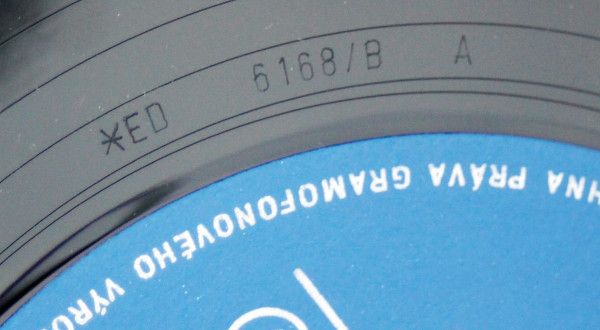 *ED 6168/B A
HNA PRÁVA GRAMOFONOVÉHO VÝRO